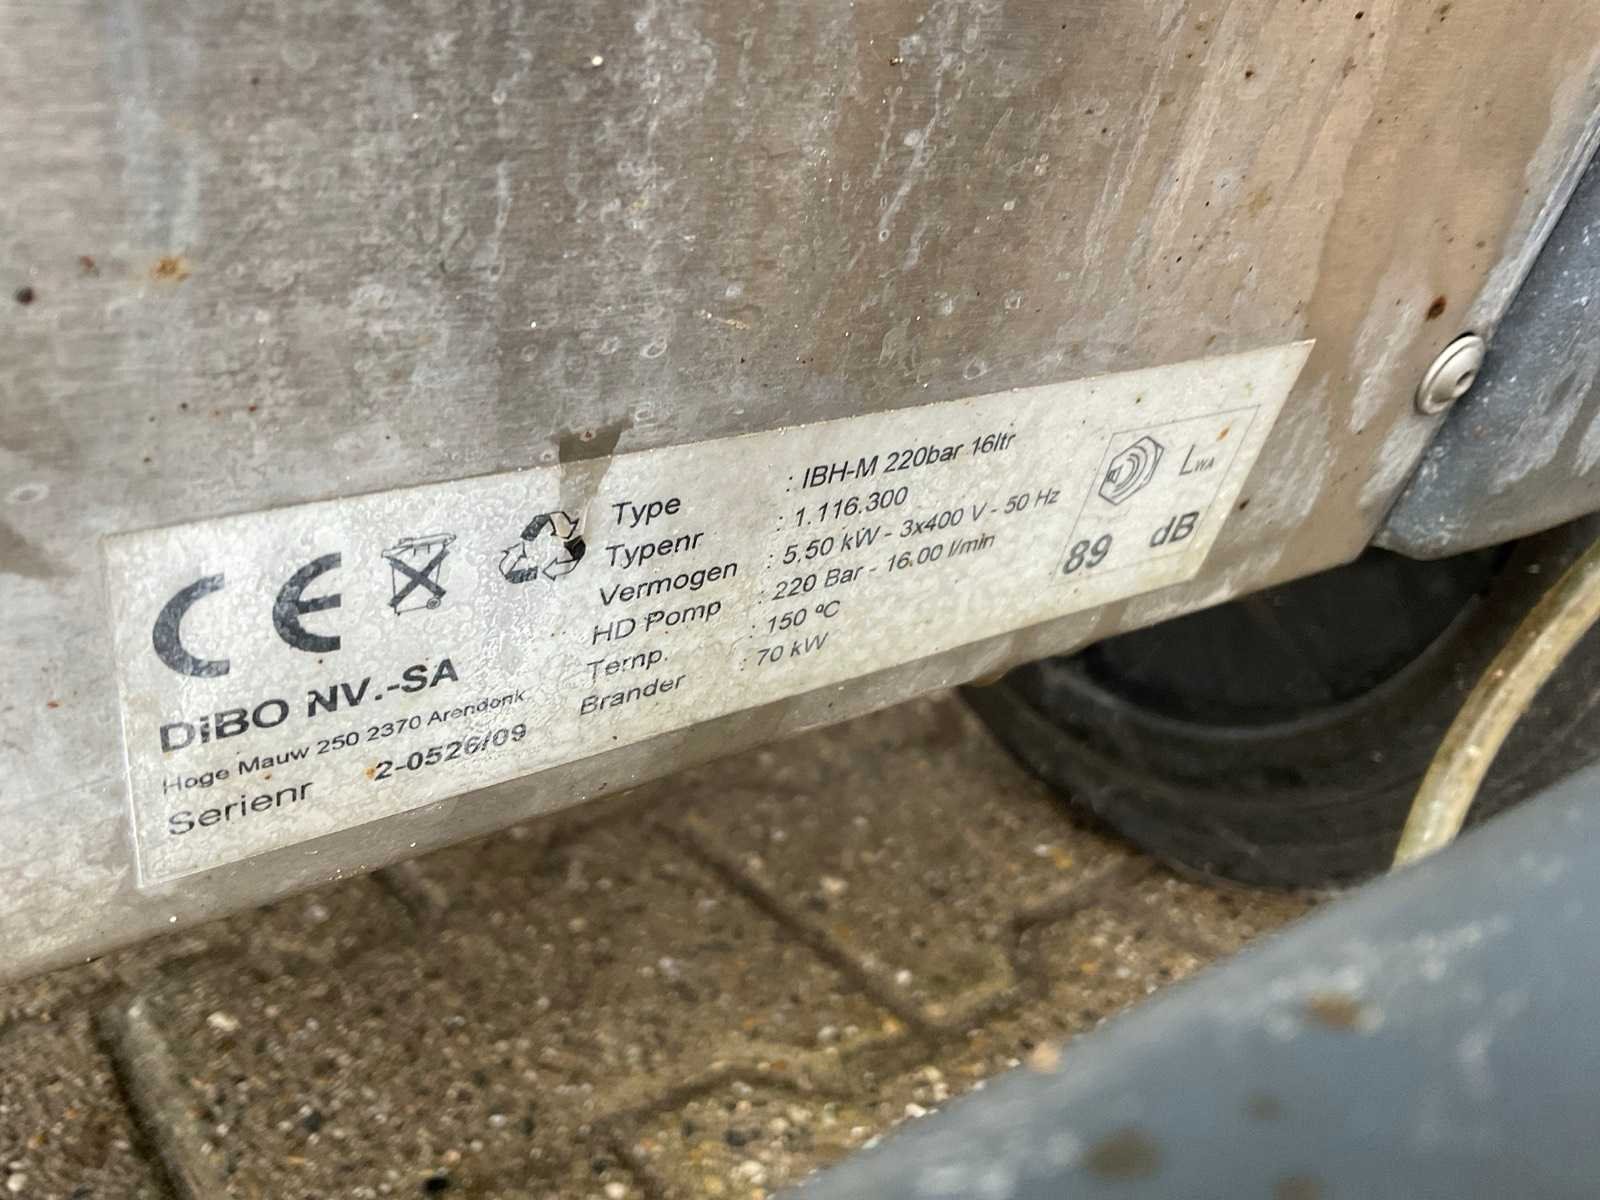 CE
DiBO NV.-SA
Hoge Mauw 250 2370 Arendonk
Serienr 2-0526/09
Type : IBH-M 220bar 16ltr
Typenr : 1.116.300
Vermogen : 5.50 kW - 3x400 V - 50 Hz
HD Pomp : 220 Bar - 16.00 l/min
Temp. : 150 ºC
Brander : 70 kW
LWA
89 dB